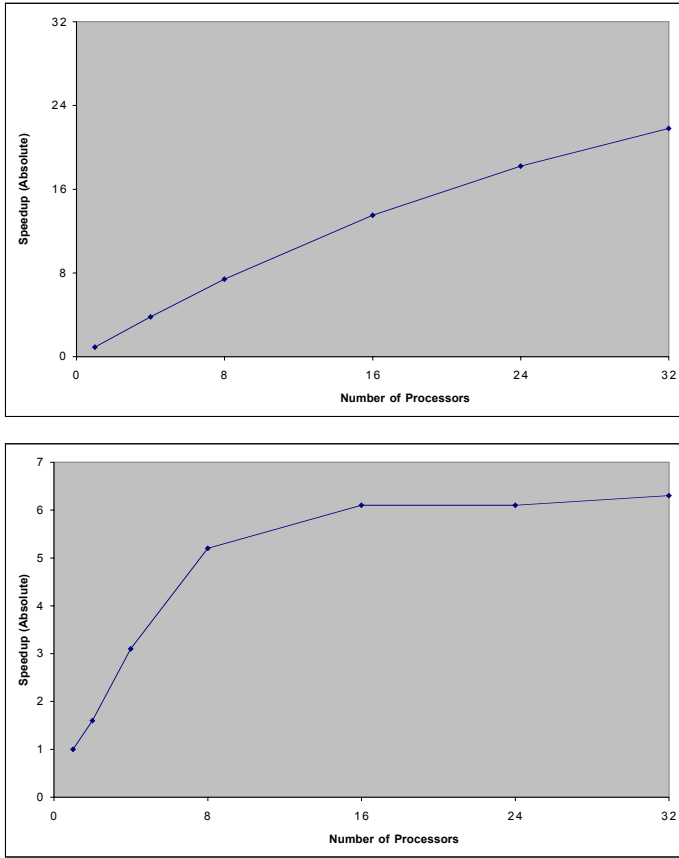 32
24
16
8
0
Speedup (Absolute)
0 8 16 24 32
Number of Processors
7
6
5
4
3
2
1
0
Speedup (Absolute)
0 8 16 24 32
Number of Processors